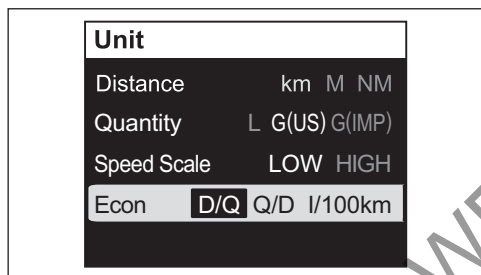 Unit
Distance km M NM
Quantity L G(US) G(IMP)
Speed Scale LOW HIGH
Econ D/Q Q/D l/100km